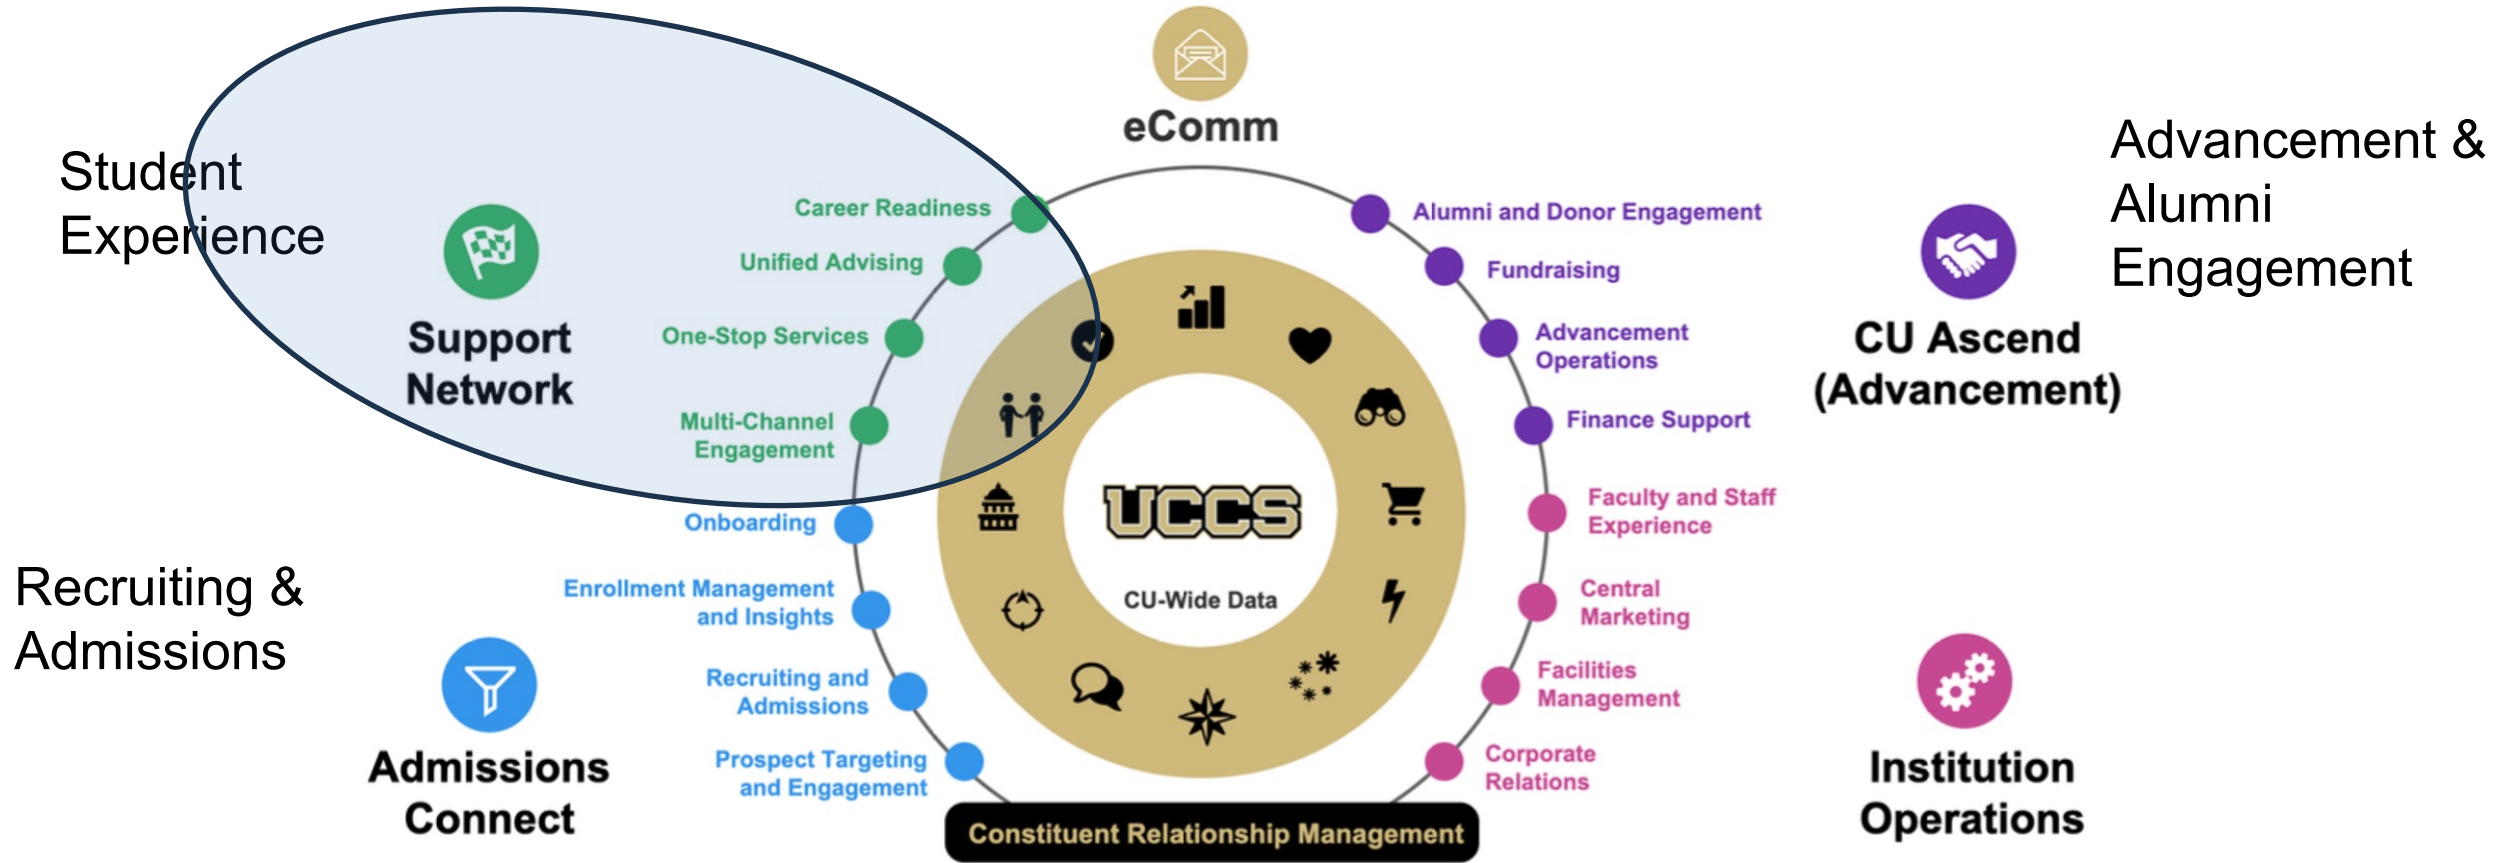 eComm
Student
Experience
Support
Network
Career Readiness
Unified Advising
One-Stop Services
Multi-Channel
Engagement
Recruiting &
Admissions
Admissions
Connect
Onboarding
Enrollment Management
and Insights
Recruiting and
Admissions
Prospect Targeting
and Engagement
UCCS
CU-Wide Data
Constituent Relationship Management
Alumni and Donor Engagement
Fundraising
Advancement
Operations
Finance Support
CU Ascend
(Advancement)
Advancement &
Alumni
Engagement
Faculty and Staff
Experience
Central
Marketing
Facilities
Management
Corporate
Relations
Institution
Operations